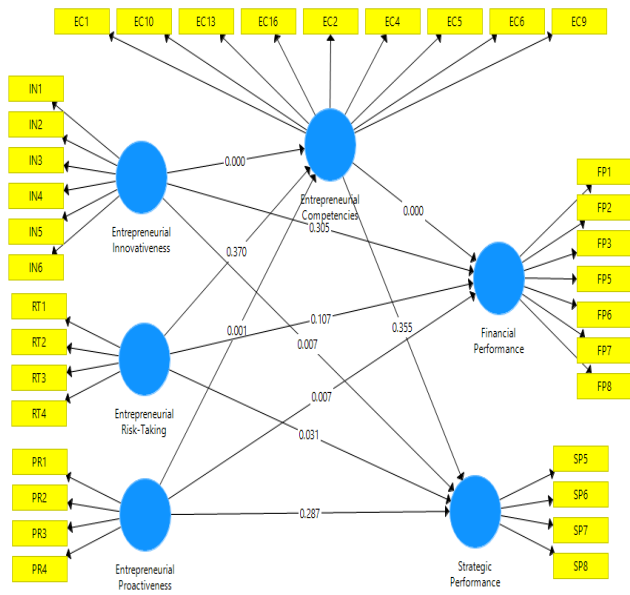 EC1 EC10 EC13 EC16 EC2 EC4 EC5 EC6 EC9
IN1
IN2
IN3
IN4
IN5
IN6
Entrepreneurial
Innovativeness
0.000
Entrepreneurial
Competencies
0.305
0.000
0.370
RT1
RT2
RT3
RT4
Entrepreneurial
Risk-Taking
0.107
0.001
0.007
0.355
0.007
0.031
FP1
FP2
FP3
FP5
FP6
FP7
FP8
Financial
Performance
PR1
PR2
PR3
PR4
Entrepreneurial
Proactiveness
0.287
SP5
SP6
SP7
SP8
Strategic
Performance